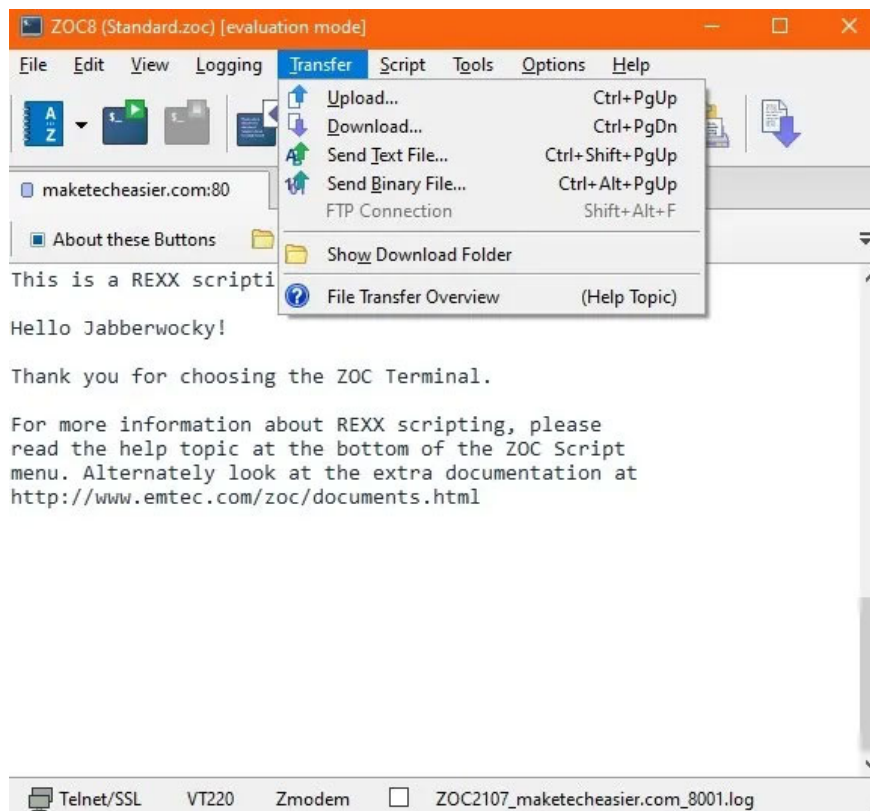 ZOC8 (Standard.zoc) [evaluation mode]
File Edit View Logging Transfer Script Tools Options Help
Upload... Ctrl+PgUp
Download... Ctrl+PgDn
Send Text File... Ctrl+Shift+PgUp
Send Binary File... Ctrl+Alt+PgUp
FTP Connection Shift+Alt+F
Show Download Folder
File Transfer Overview (Help Topic)
A
Z
maketecheasier.com:80
About these Buttons
This is a REXX scripti
Hello Jabberwocky!
Thank you for choosing the ZOC Terminal.
For more information about REXX scripting, please
read the help topic at the bottom of the ZOC Script
menu. Alternately look at the extra documentation at
http://www.emtec.com/zoc/documents.html
Telnet/SSL VT220 Zmodem ZOC2107_maketecheasier.com_8001.log